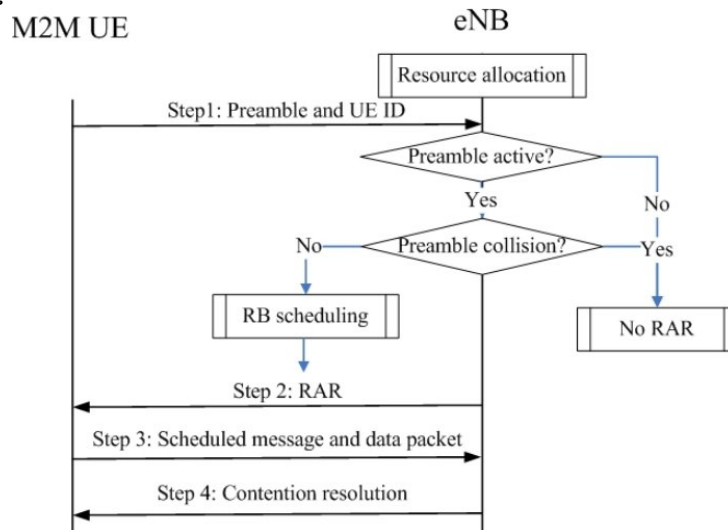 M2M UE
eNB
Resource allocation
Step1: Preamble and UE ID
Preamble active?
Yes
No
No
Preamble collision?
Yes
RB scheduling
No RAR
Step 2: RAR
Step 3: Scheduled message and data packet
Step 4: Contention resolution